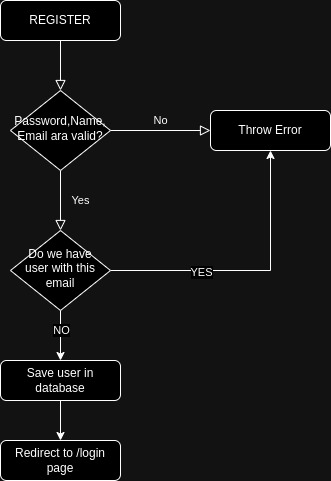 REGISTER
Password,Name,
Email ara valid?
No
Throw Error
Yes
Do we have
user with this
email
YES
NO
Save user in
database
Redirect to /login
page